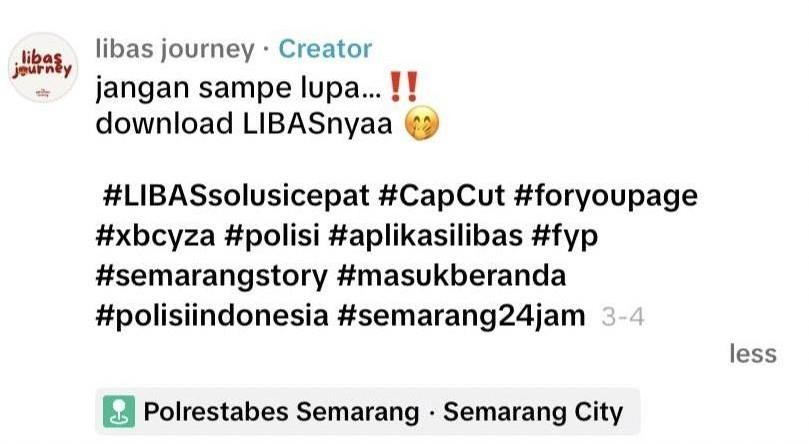 libas journey
libas journey · Creator
jangan sampe lupa...‼️
download LIBASnyaa 🤭
#LIBASsolusicepat #CapCut #foryoupage
#xbcyza #polisi #aplikasilibas #fyp
#semarangstory #masukberanda
#polisiindonesia #semarang24jam 3-4
less
Polrestabes Semarang · Semarang City